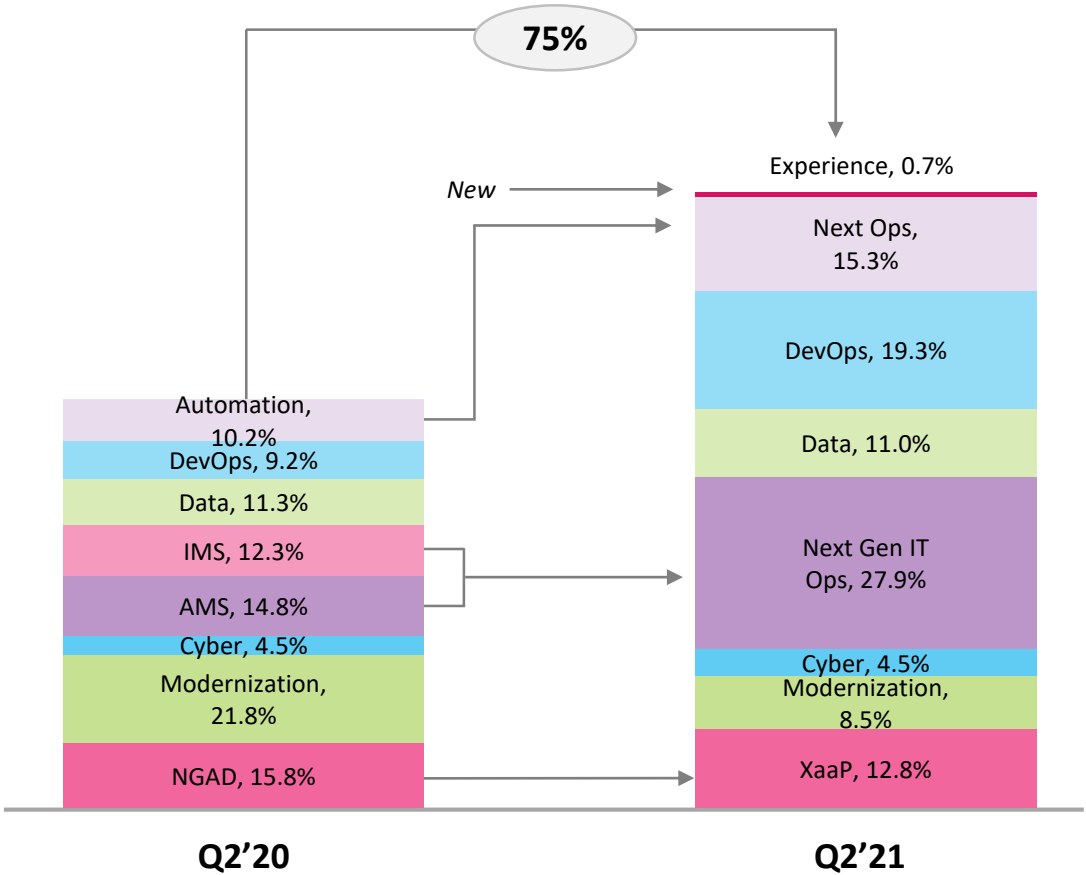 75%
Experience, 0.7%
New
Next Ops,
15.3%
DevOps, 19.3%
Data, 11.0%
Next Gen IT
Ops, 27.9%
Cyber, 4.5%
Modernization,
8.5%
XaaP, 12.8%
Automation,
10.2%
DevOps, 9.2%
Data, 11.3%
IMS, 12.3%
AMS, 14.8%
Cyber, 4.5%
Modernization,
21.8%
NGAD, 15.8%
Q2’20
Q2’21